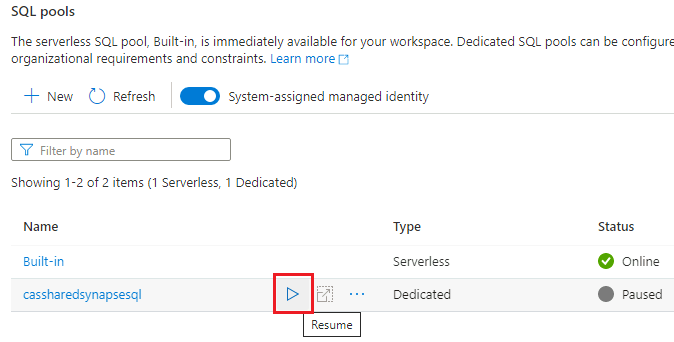 SQL pools
The serverless SQL pool, Built-in, is immediately available for your workspace. Dedicated SQL pools can be configure
organizational requirements and constraints. Learn more
New Refresh System-assigned managed identity
Filter by name
Showing 1-2 of 2 items (1 Serverless, 1 Dedicated)
Name Type Status
Built-in Serverless Online
cassharedsynapsesql ··· Dedicated Paused
Resume